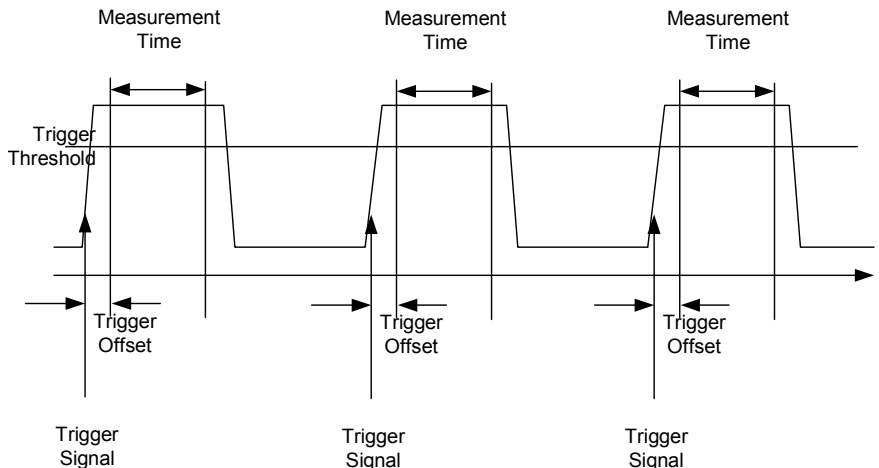 Measurement
Time
Measurement
Time
Measurement
Time
Trigger
Threshold
Trigger
Offset
Trigger
Offset
Trigger
Offset
Trigger
Signal
Trigger
Signal
Trigger
Signal